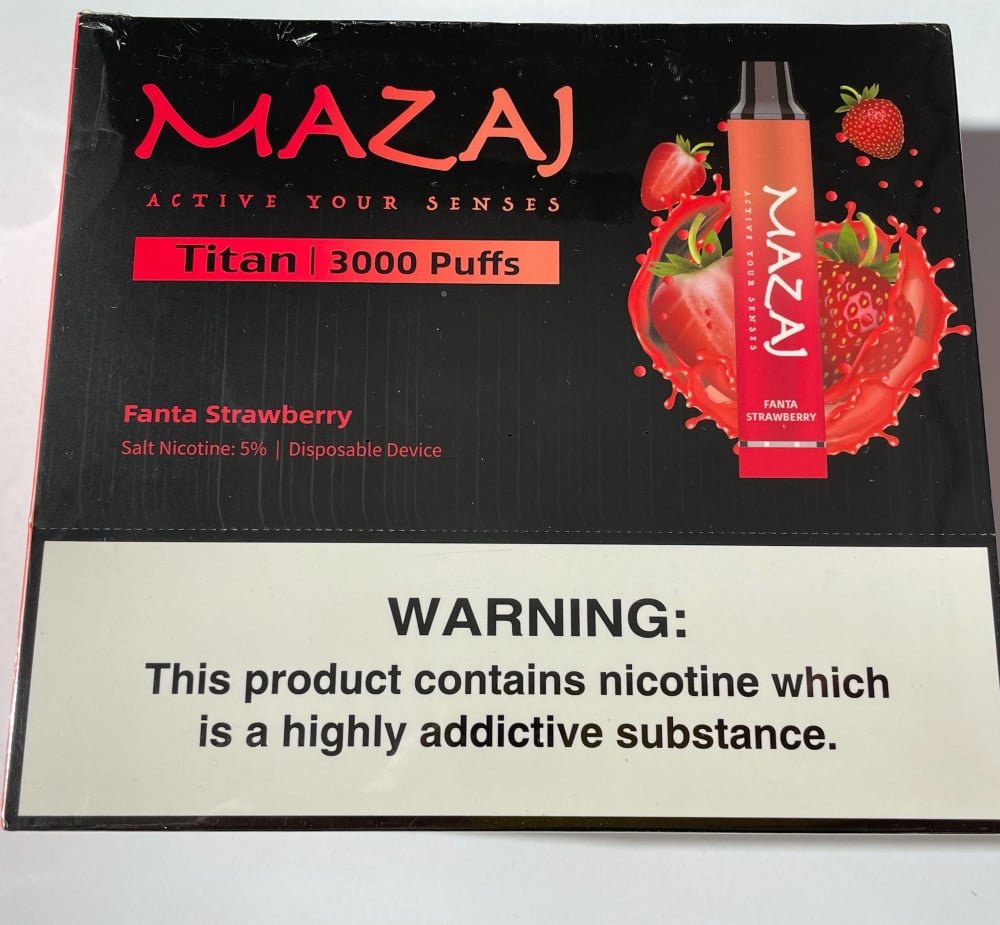 MAZAJ
ACTIVE YOUR SENSES
Titan | 3000 Puffs
Fanta Strawberry
Salt Nicotine: 5% | Disposable Device
MAZAJ
ACTIVE YOUR SENSES
FANTA
STRAWBERRY
WARNING:
This product contains nicotine which
is a highly addictive substance.